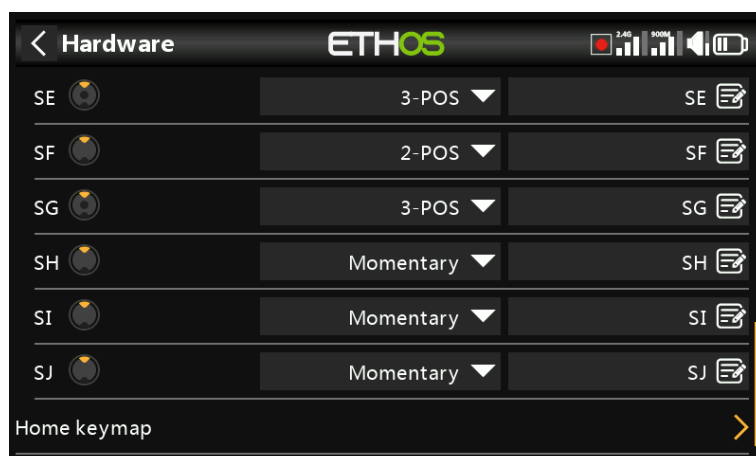 Hardware ETHOS 2.4G 900M
SE 3-POS SE
SF 2-POS SF
SG 3-POS SG
SH Momentary SH
SI Momentary SI
SJ Momentary SJ
Home keymap